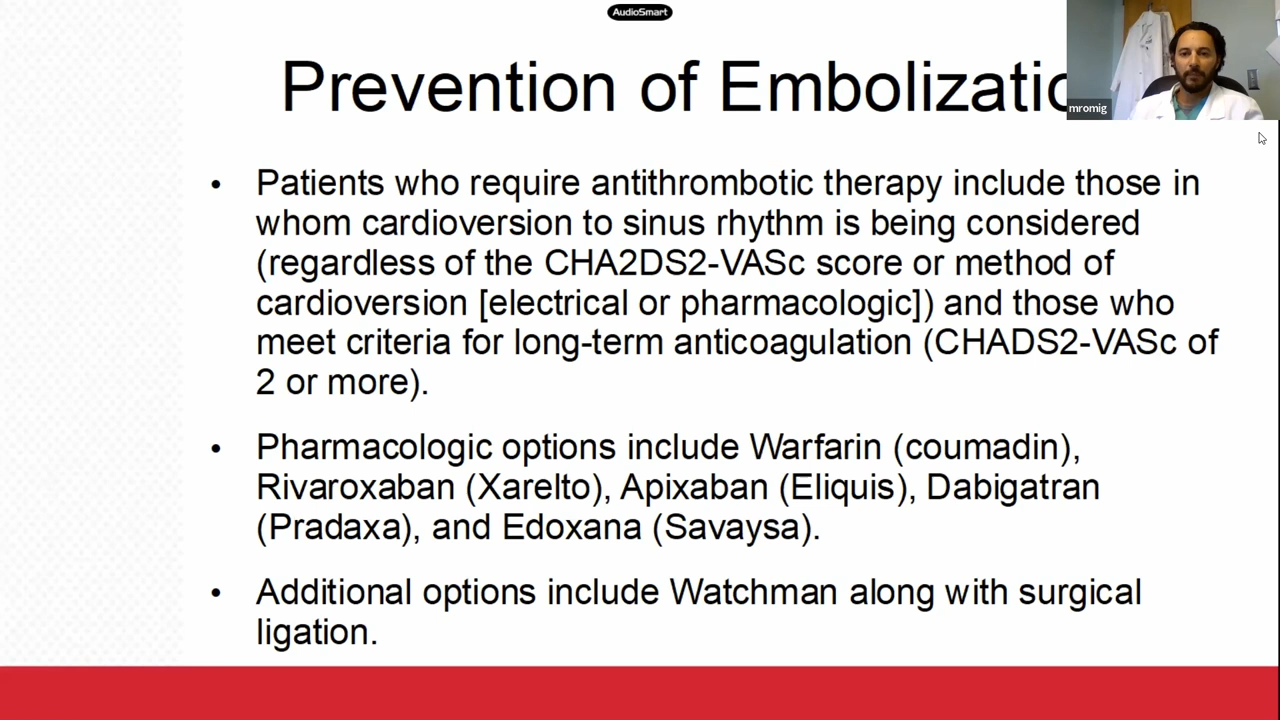 AudioSmart
Prevention of Embolizatio
mromig
• Patients who require antithrombotic therapy include those in
whom cardioversion to sinus rhythm is being considered
(regardless of the CHA2DS2-VASc score or method of
cardioversion [electrical or pharmacologic]) and those who
meet criteria for long-term anticoagulation (CHADS2-VASc of
2 or more).
• Pharmacologic options include Warfarin (coumadin),
Rivaroxaban (Xarelto), Apixaban (Eliquis), Dabigatran
(Pradaxa), and Edoxana (Savaysa).
• Additional options include Watchman along with surgical
ligation.